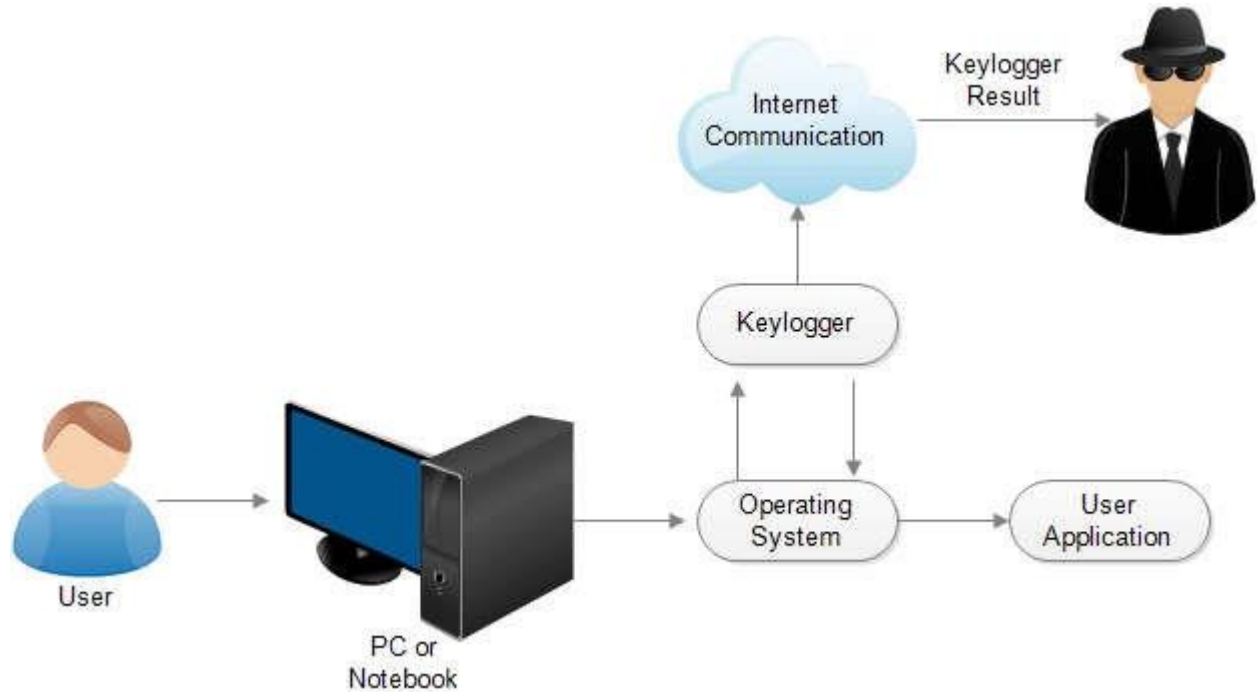 Internet
Communication
Keylogger
Result
Keylogger
Operating
System
User
Application
User
PC or
Notebook